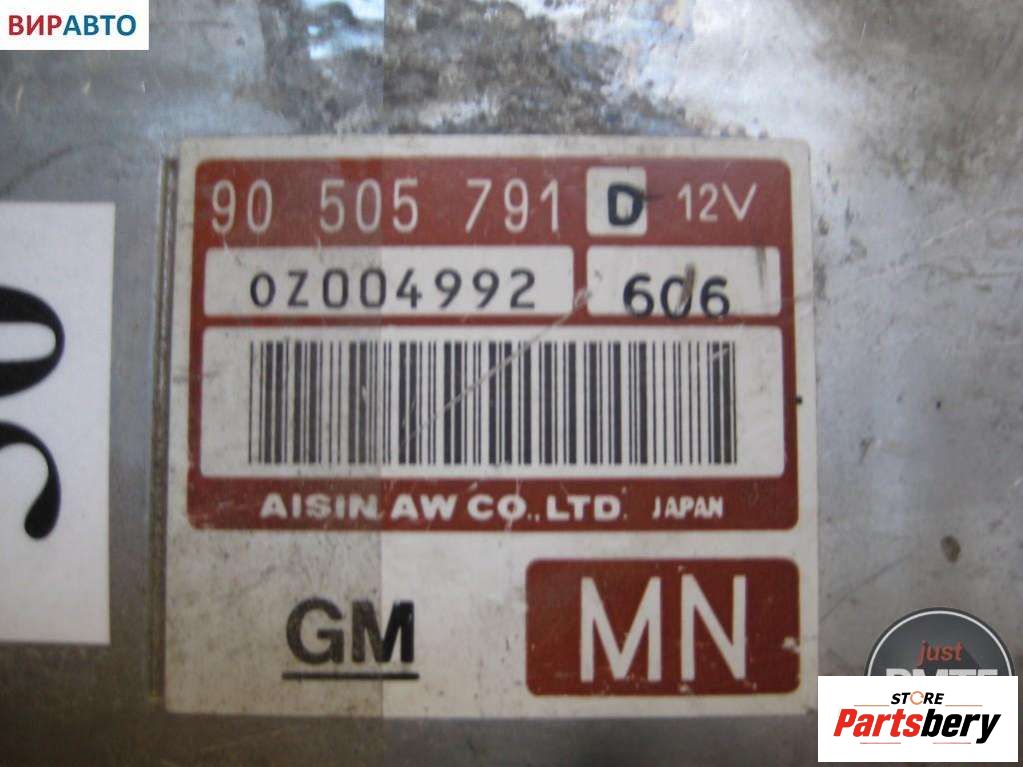 ВИРАВТО
90 505 791 D 12V
0Z004992 606
AISIN AW CO., LTD. JAPAN
GM MN
just
STORE
Partsbery